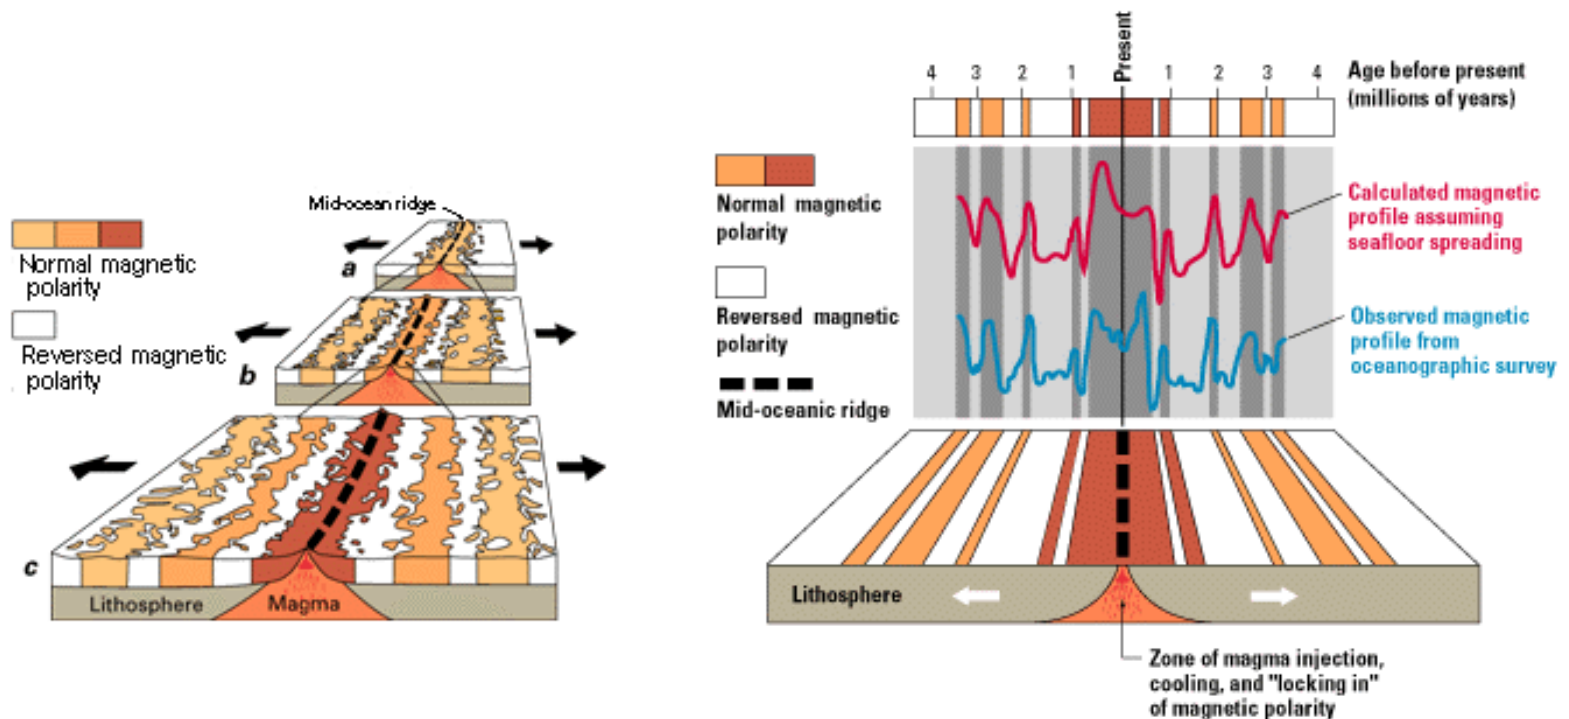 Mid-ocean ridge
Normal magnetic
polarity
Reversed magnetic
polarity
a
b
c
Lithosphere
Magma
Present
4 3 2 1 1 2 3 4
Age before present
(millions of years)
Normal magnetic
polarity
Reversed magnetic
polarity
Mid-oceanic ridge
Calculated magnetic
profile assuming
seafloor spreading
Observed magnetic
profile from
oceanographic survey
Lithosphere
Zone of magma injection,
cooling, and "locking in"
of magnetic polarity